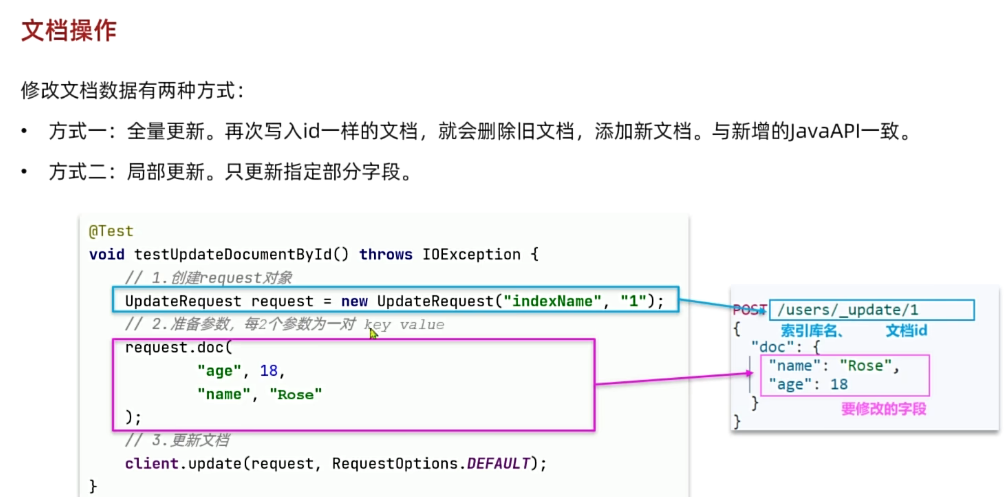 文档操作
修改文档数据有两种方式：
• 方式一：全量更新。再次写入id一样的文档，就会删除旧文档，添加新文档。与新增的JavaAPI一致。
• 方式二：局部更新。只更新指定部分字段。
@Test
void testUpdateDocumentById() throws IOException {
// 1.创建request对象
UpdateRequest request = new UpdateRequest("indexName", "1");
// 2.准备参数，每2个参数为一对 key value
request.doc(
"age", 18,
"name", "Rose"
);
// 3.更新文档
client.update(request, RequestOptions.DEFAULT);
}
POST /users/_update/1
{ 索引库名、 文档id
"doc": {
"name": "Rose",
"age": 18
} 要修改的字段
}